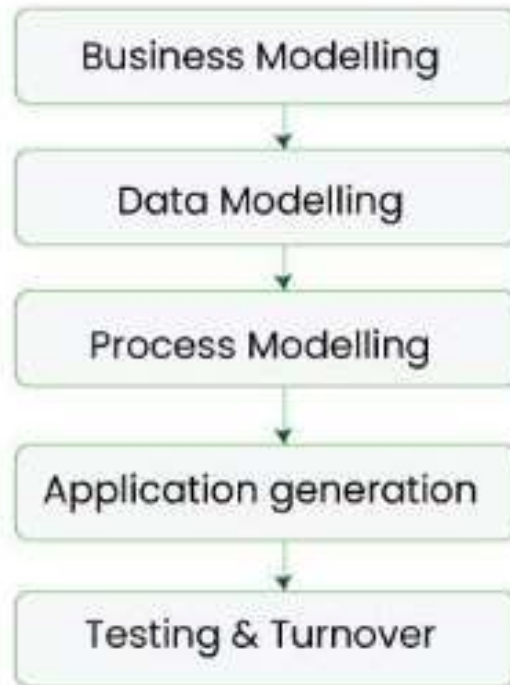 Business Modelling
Data Modelling
Process Modelling
Application generation
Testing & Turnover